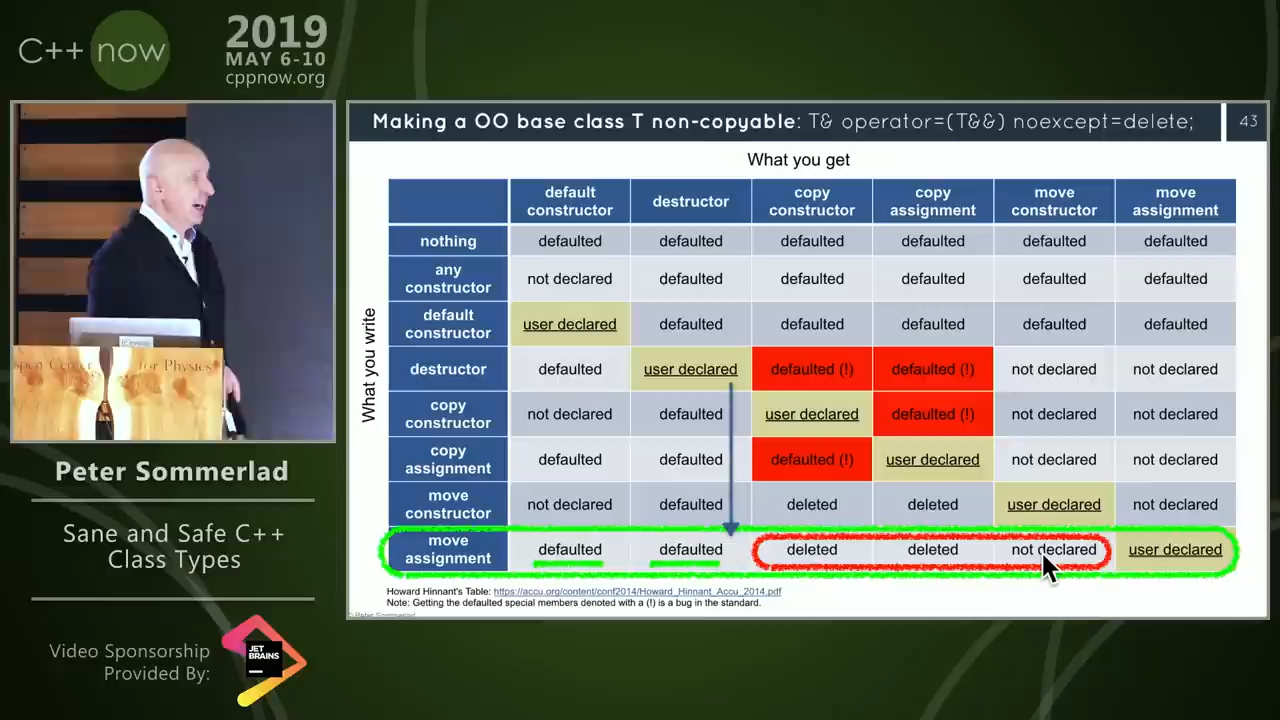 C++ now
2019
MAY 6-10
cppnow.org
Making a OO base class T non-copyable: T& operator=(T&&) noexcept=delete;
43
What you get
What you write
default constructor destructor copy constructor copy assignment move constructor move assignment
nothing defaulted defaulted defaulted defaulted defaulted defaulted
any constructor not declared defaulted defaulted defaulted defaulted defaulted
default constructor user declared defaulted defaulted defaulted defaulted defaulted
destructor defaulted user declared defaulted (!) defaulted (!) not declared not declared
copy constructor not declared defaulted user declared defaulted (!) not declared not declared
copy assignment defaulted defaulted defaulted (!) user declared not declared not declared
move constructor not declared defaulted deleted deleted user declared not declared
move assignment defaulted defaulted deleted deleted not declared user declared
Howard Hinnant's Table: https://accu.org/content/conf2014/Howard_Hinnant_Accu_2014.pdf
Note: Getting the defaulted special members denoted with a (!) is a bug in the standard.
© Peter Sommerlad
spen Center for Physics
Peter Sommerlad
Sane and Safe C++
Class Types
Video Sponsorship
Provided By:
JET
BRAINS